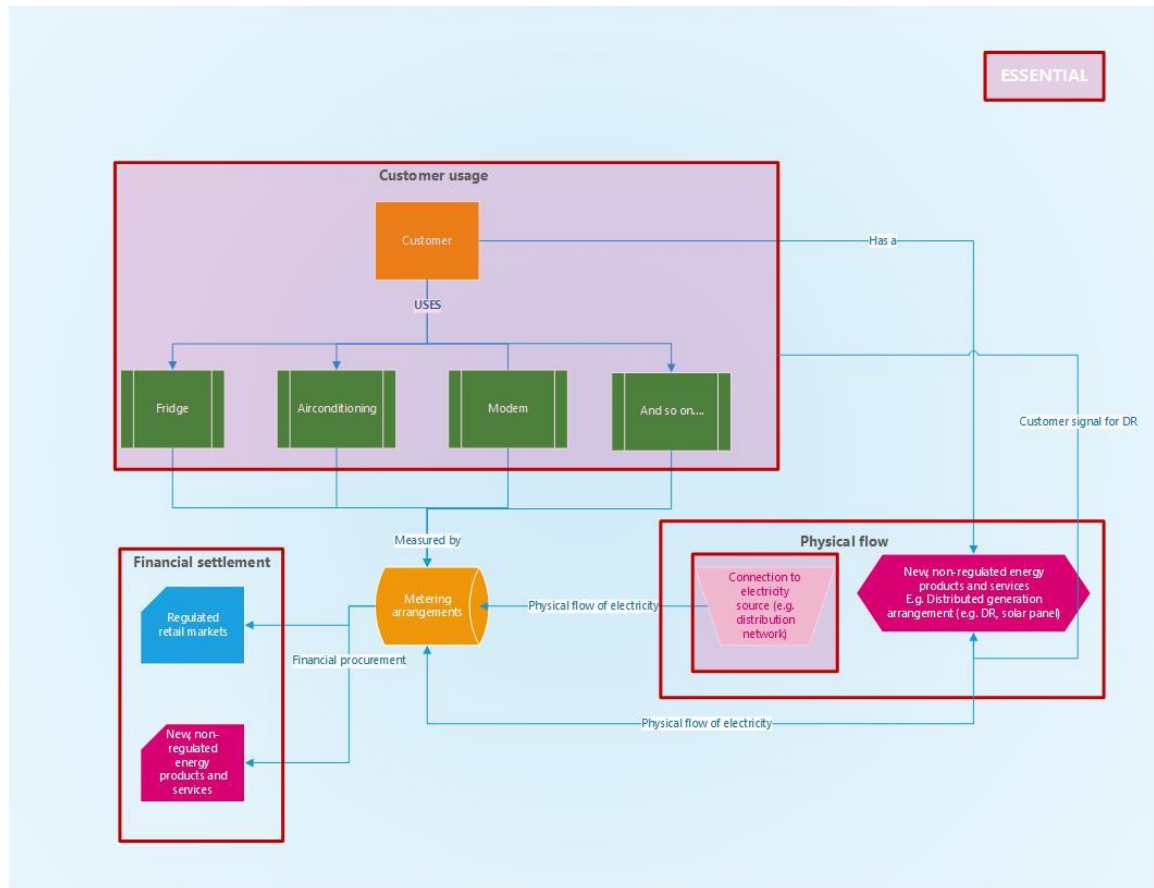 ESSENTIAL
Customer usage
Customer
Has a
USES
Fridge
Airconditioning
Modem
And so on....
Customer signal for DR
Measured by
Physical flow
Financial settlement
Connection to
electricity
source (e.g.
distribution
network)
New, non-regulated energy
products and services
E.g. Distributed generation
arrangement (e.g. DR, solar panel)
Metering
arrangements
Physical flow of electricity
Regulated
retail markets
Financial procurement
Physical flow of electricity
New, non-
regulated
energy
products and
services